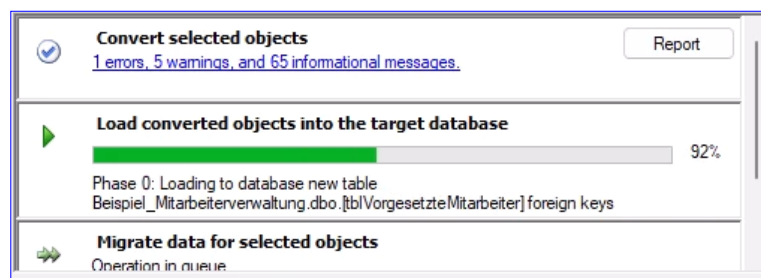 Convert selected objects
Report
1 errors, 5 warnings, and 65 informational messages.
Load converted objects into the target database
92%
Phase 0: Loading to database new table
Beispiel_Mitarbeiterverwaltung.dbo.[tblVorgesetzteMitarbeiter] foreign keys
Migrate data for selected objects
Operation in queue